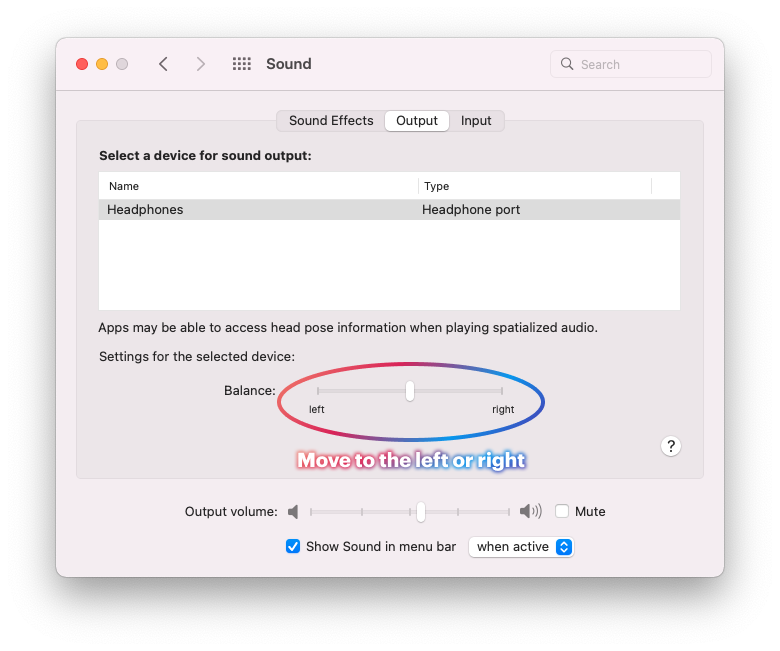 Sound
Search
Sound Effects Output Input
Select a device for sound output:
Name Type
Headphones Headphone port
Apps may be able to access head pose information when playing spatialized audio.
Settings for the selected device:
Balance:
left right
Move to the left or right
?
Output volume: Mute
Show Sound in menu bar when active